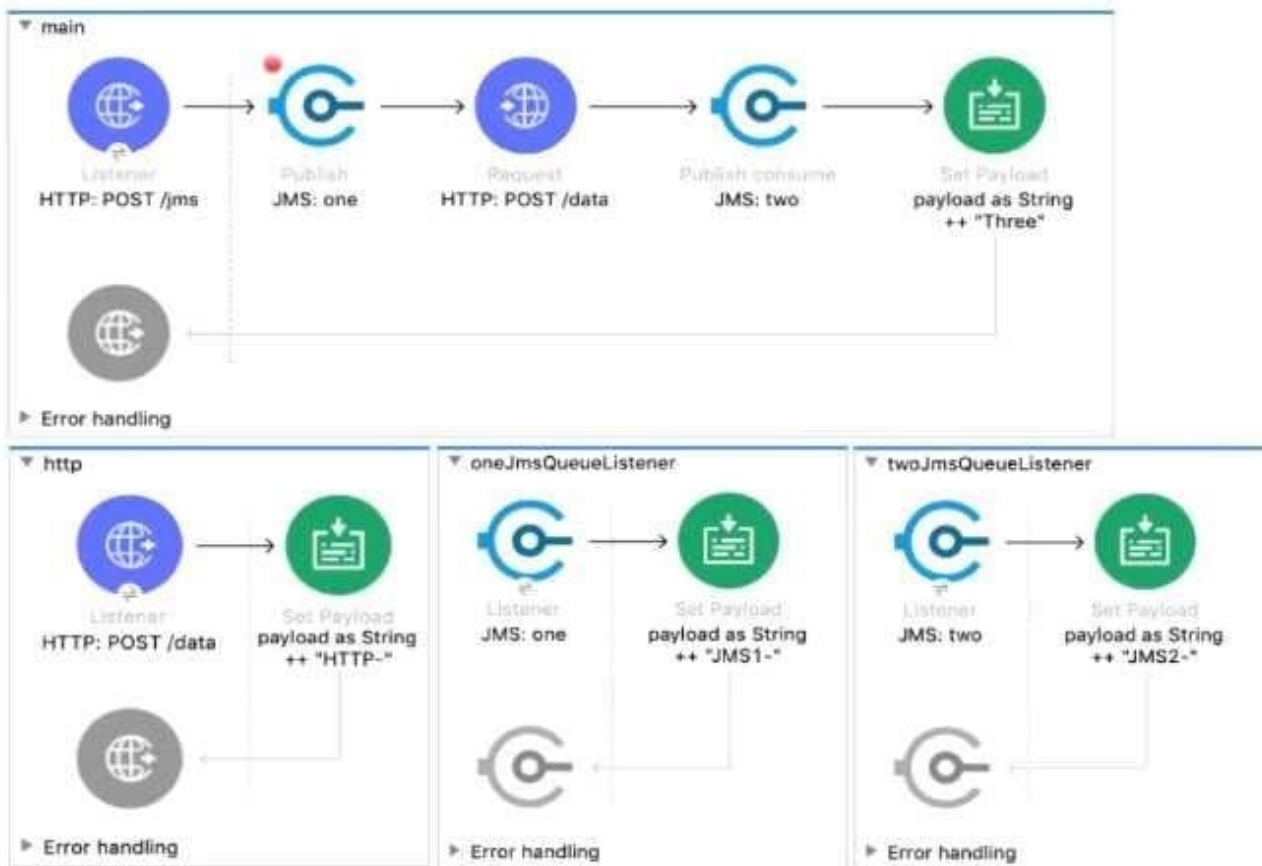 main
Listener
HTTP: POST /jms
Publish
JMS: one
Request
HTTP: POST /data
Publish consume
JMS: two
Set Payload
payload as String
++ "Three"
Error handling
http
Listener
HTTP: POST /data
Set Payload
payload as String
++ "HTTP-"
Error handling
oneJmsQueueListener
Listener
JMS: one
Set Payload
payload as String
++ "JMS1-"
Error handling
twoJmsQueueListener
Listener
JMS: two
Set Payload
payload as String
++ "JMS2-"
Error handling